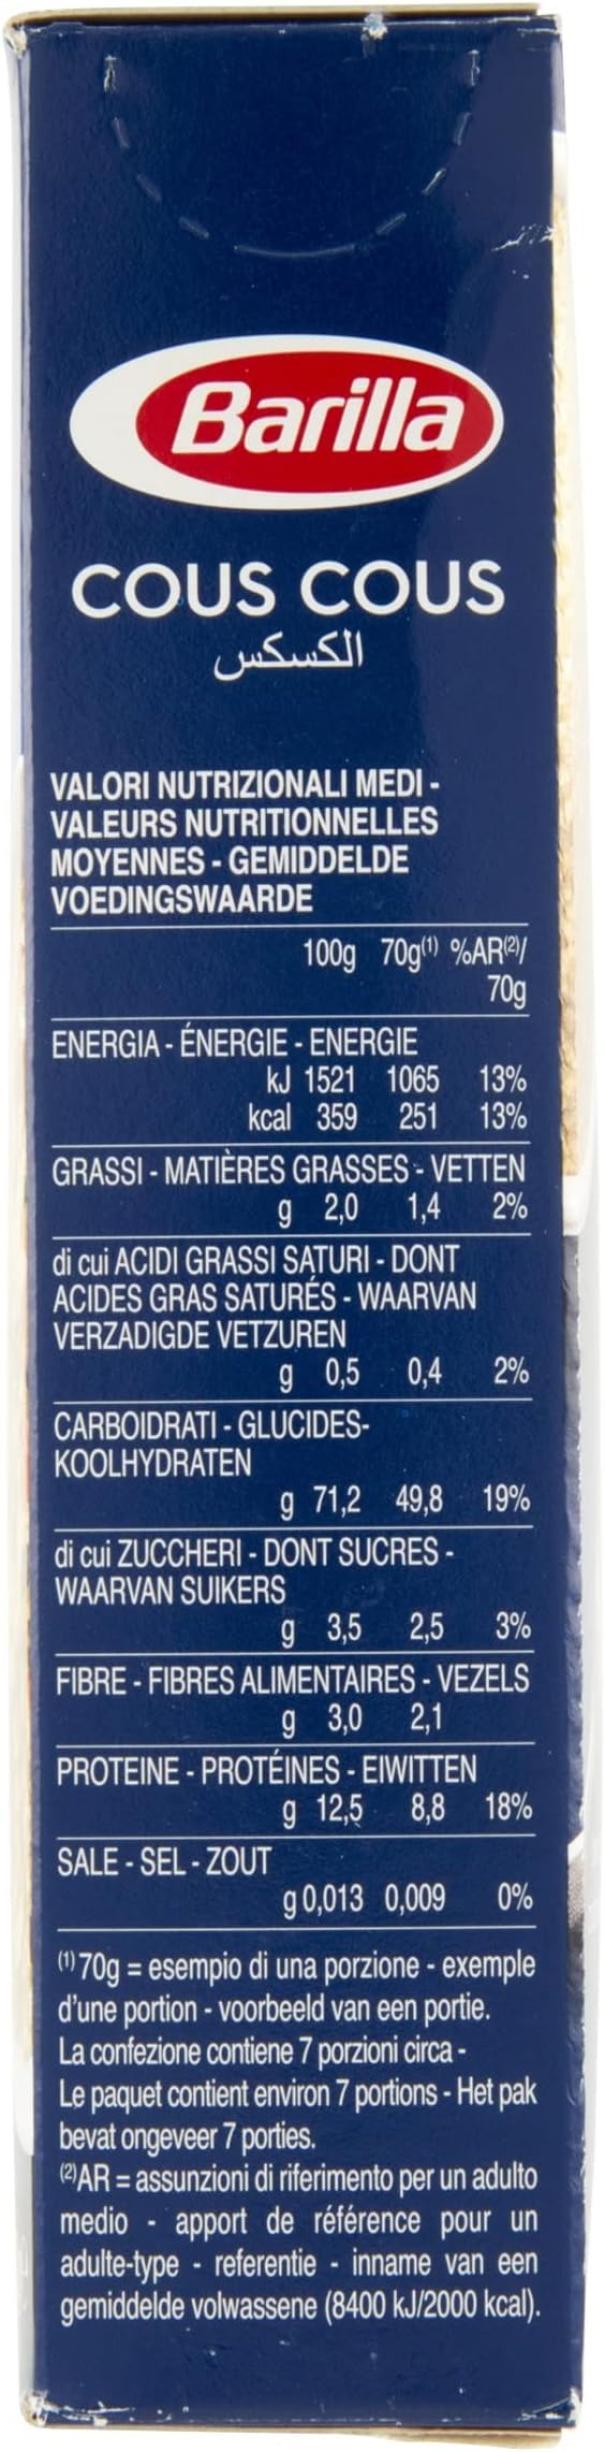 Barilla
COUS COUS
الكسكس
VALORI NUTRIZIONALI MEDI -
VALEURS NUTRITIONNELLES
MOYENNES - GEMIDDELDE
VOEDINGSWAARDE
100g 70g(1) %AR(2)/
70g
ENERGIA - ÉNERGIE - ENERGIE
kJ 1521 1065 13%
kcal 359 251 13%
GRASSI - MATIÈRES GRASSES - VETTEN
g 2,0 1,4 2%
di cui ACIDI GRASSI SATURI - DONT
ACIDES GRAS SATURÉS - WAARVAN
VERZADIGDE VETZUREN
g 0,5 0,4 2%
CARBOIDRATI - GLUCIDES-
KOOLHYDRATEN
g 71,2 49,8 19%
di cui ZUCCHERI - DONT SUCRES -
WAARVAN SUIKERS
g 3,5 2,5 3%
FIBRE - FIBRES ALIMENTAIRES - VEZELS
g 3,0 2,1
PROTEINE - PROTÉINES - EIWITTEN
g 12,5 8,8 18%
SALE - SEL - ZOUT
g 0,013 0,009 0%
(1) 70g = esempio di una porzione - exemple
d'une portion - voorbeeld van een portie.
La confezione contiene 7 porzioni circa -
Le paquet contient environ 7 portions - Het pak
bevat ongeveer 7 porties.
(2) AR = assunzioni di riferimento per un adulto
medio - apport de référence pour un
adulte-type - referentie - inname van een
gemiddelde volwassene (8400 kJ/2000 kcal).